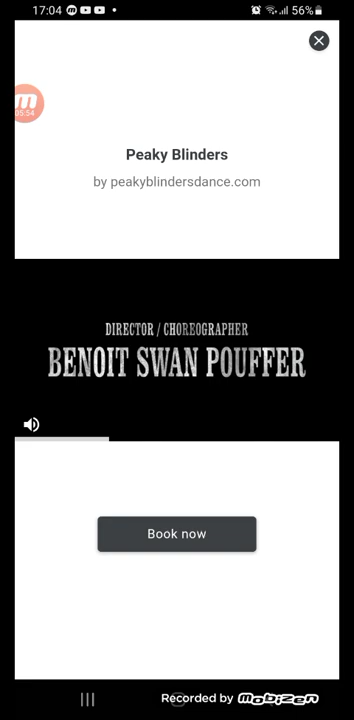 17:04
56%
05:54
Peaky Blinders
by peakyblindersdance.com
DIRECTOR / CHOREOGRAPHER
BENOIT SWAN POUFFER
Book now
Recorded by mobizen